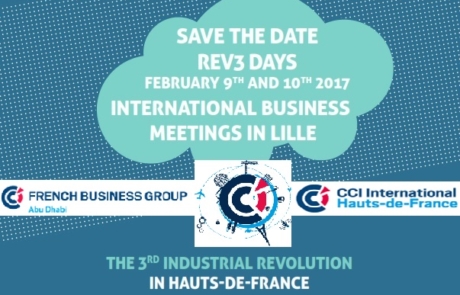 SAVE THE DATE
REV3 DAYS
FEBRUARY 9TH AND 10TH 2017
INTERNATIONAL BUSINESS
MEETINGS IN LILLE
FRENCH BUSINESS GROUP
Abu Dhabi
CCI International
Hauts-de-France
THE 3RD INDUSTRIAL REVOLUTION
IN HAUTS-DE-FRANCE